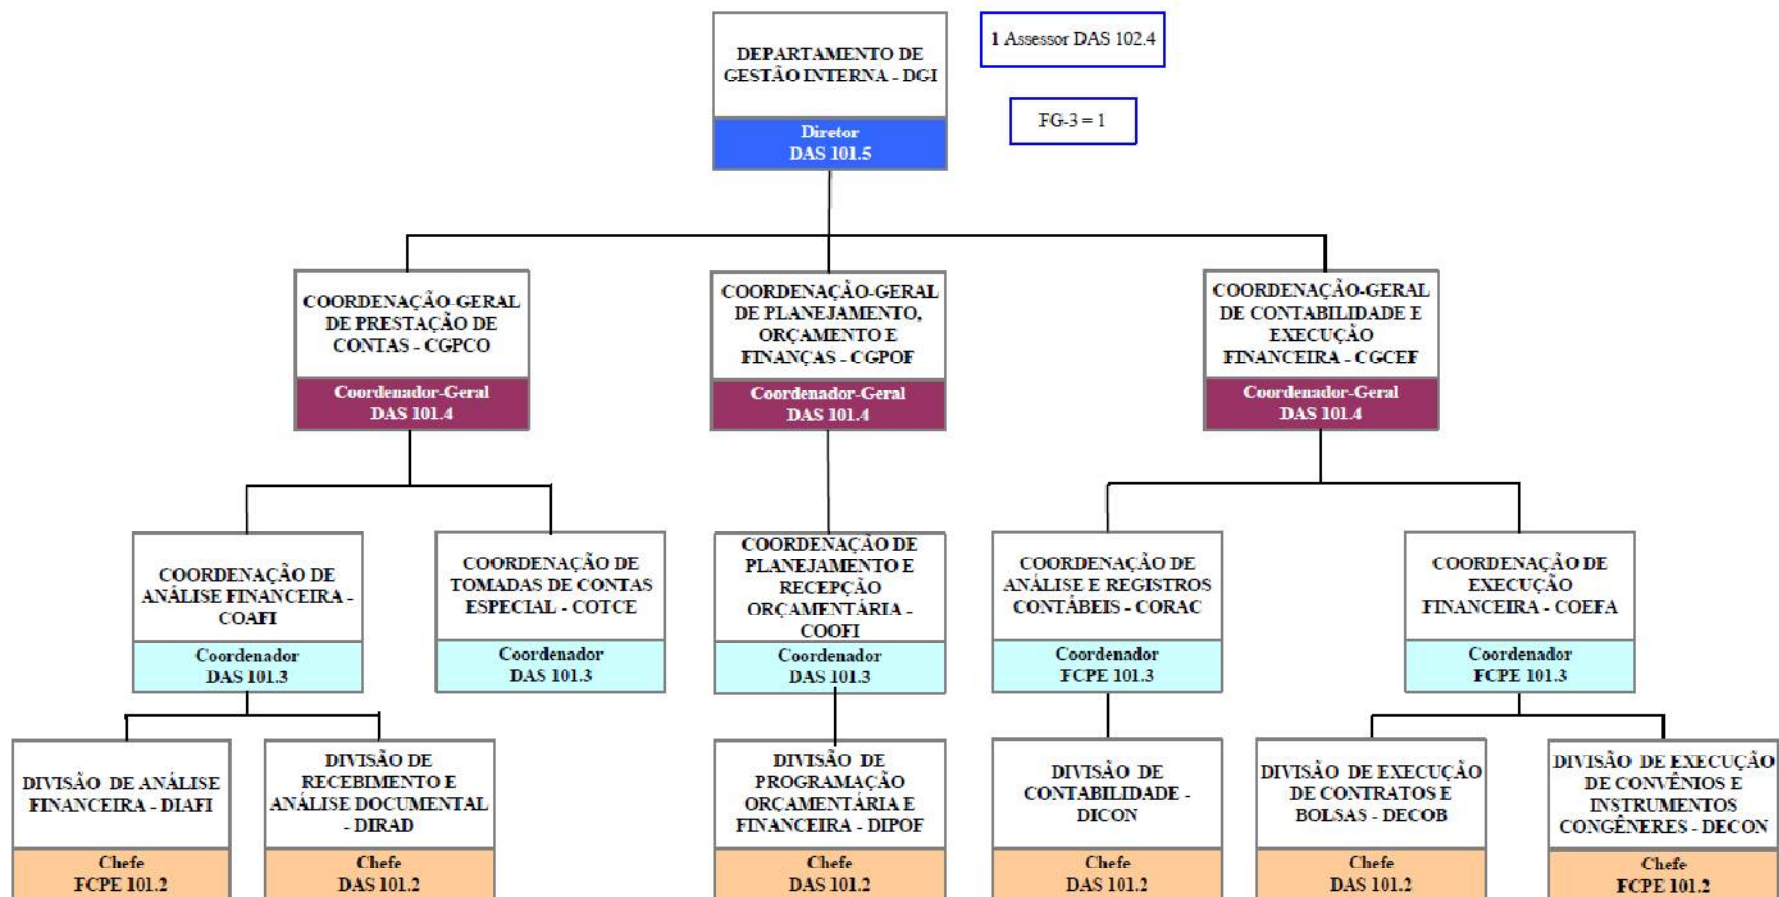 DEPARTAMENTO DE
GESTÃO INTERNA - DGI
Diretor
DAS 101.5
1 Assessor DAS 102.4
FG-3 = 1
COORDENAÇÃO-GERAL
DE PRESTAÇÃO DE
CONTAS - CGPCO
Coordenador-Geral
DAS 101.4
COORDENAÇÃO-GERAL
DE PLANEJAMENTO,
ORÇAMENTO E
FINANÇAS - CGPOF
Coordenador-Geral
DAS 101.4
COORDENAÇÃO-GERAL
DE CONTABILIDADE E
EXECUÇÃO
FINANCEIRA - CGCEF
Coordenador-Geral
DAS 101.4
COORDENAÇÃO DE
ANÁLISE FINANCEIRA -
COAFI
Coordenador
DAS 101.3
COORDENAÇÃO DE
TOMADAS DE CONTAS
ESPECIAL - COTCE
Coordenador
DAS 101.3
COORDENAÇÃO DE
PLANEJAMENTO E
RECEPÇÃO
ORÇAMENTÁRIA -
COOFI
Coordenador
DAS 101.3
COORDENAÇÃO DE
ANÁLISE E REGISTROS
CONTÁBEIS - CORAC
Coordenador
FCPE 101.3
COORDENAÇÃO DE
EXECUÇÃO
FINANCEIRA - COEFA
Coordenador
FCPE 101.3
DIVISÃO DE ANÁLISE
FINANCEIRA - DIAFI
Chefe
FCPE 101.2
DIVISÃO DE
RECEBIMENTO E
ANÁLISE DOCUMENTAL
- DIRAD
Chefe
DAS 101.2
DIVISÃO DE
PROGRAMAÇÃO
ORÇAMENTÁRIA E
FINANCEIRA - DIPOF
Chefe
DAS 101.2
DIVISÃO DE
CONTABILIDADE -
DICON
Chefe
DAS 101.2
DIVISÃO DE EXECUÇÃO
DE CONTRATOS E
BOLSAS - DECOB
Chefe
DAS 101.2
DIVISÃO DE EXECUÇÃO
DE CONVÊNIOS E
INSTRUMENTOS
CONGÊNERES - DECON
Chefe
FCPE 101.2